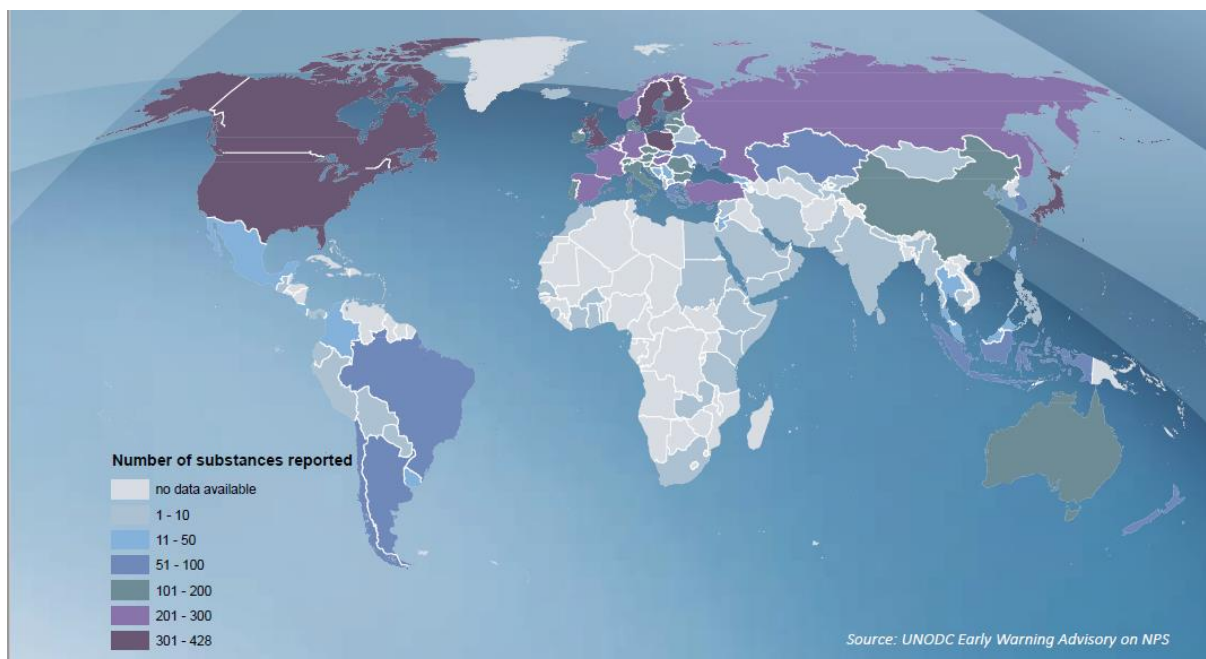 Number of substances reported
no data available
1 - 10
11 - 50
51 - 100
101 - 200
201 - 300
301 - 428
Source: UNODC Early Warning Advisory on NPS